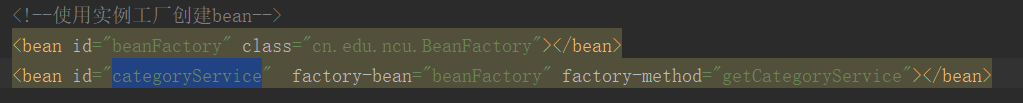 <!--使用实例工厂创建bean-->
<bean id="beanFactory" class="cn.edu.ncu.BeanFactory"></bean>
<bean id="categoryService"  factory-bean="beanFactory" factory-method="getCategoryService"></bean>